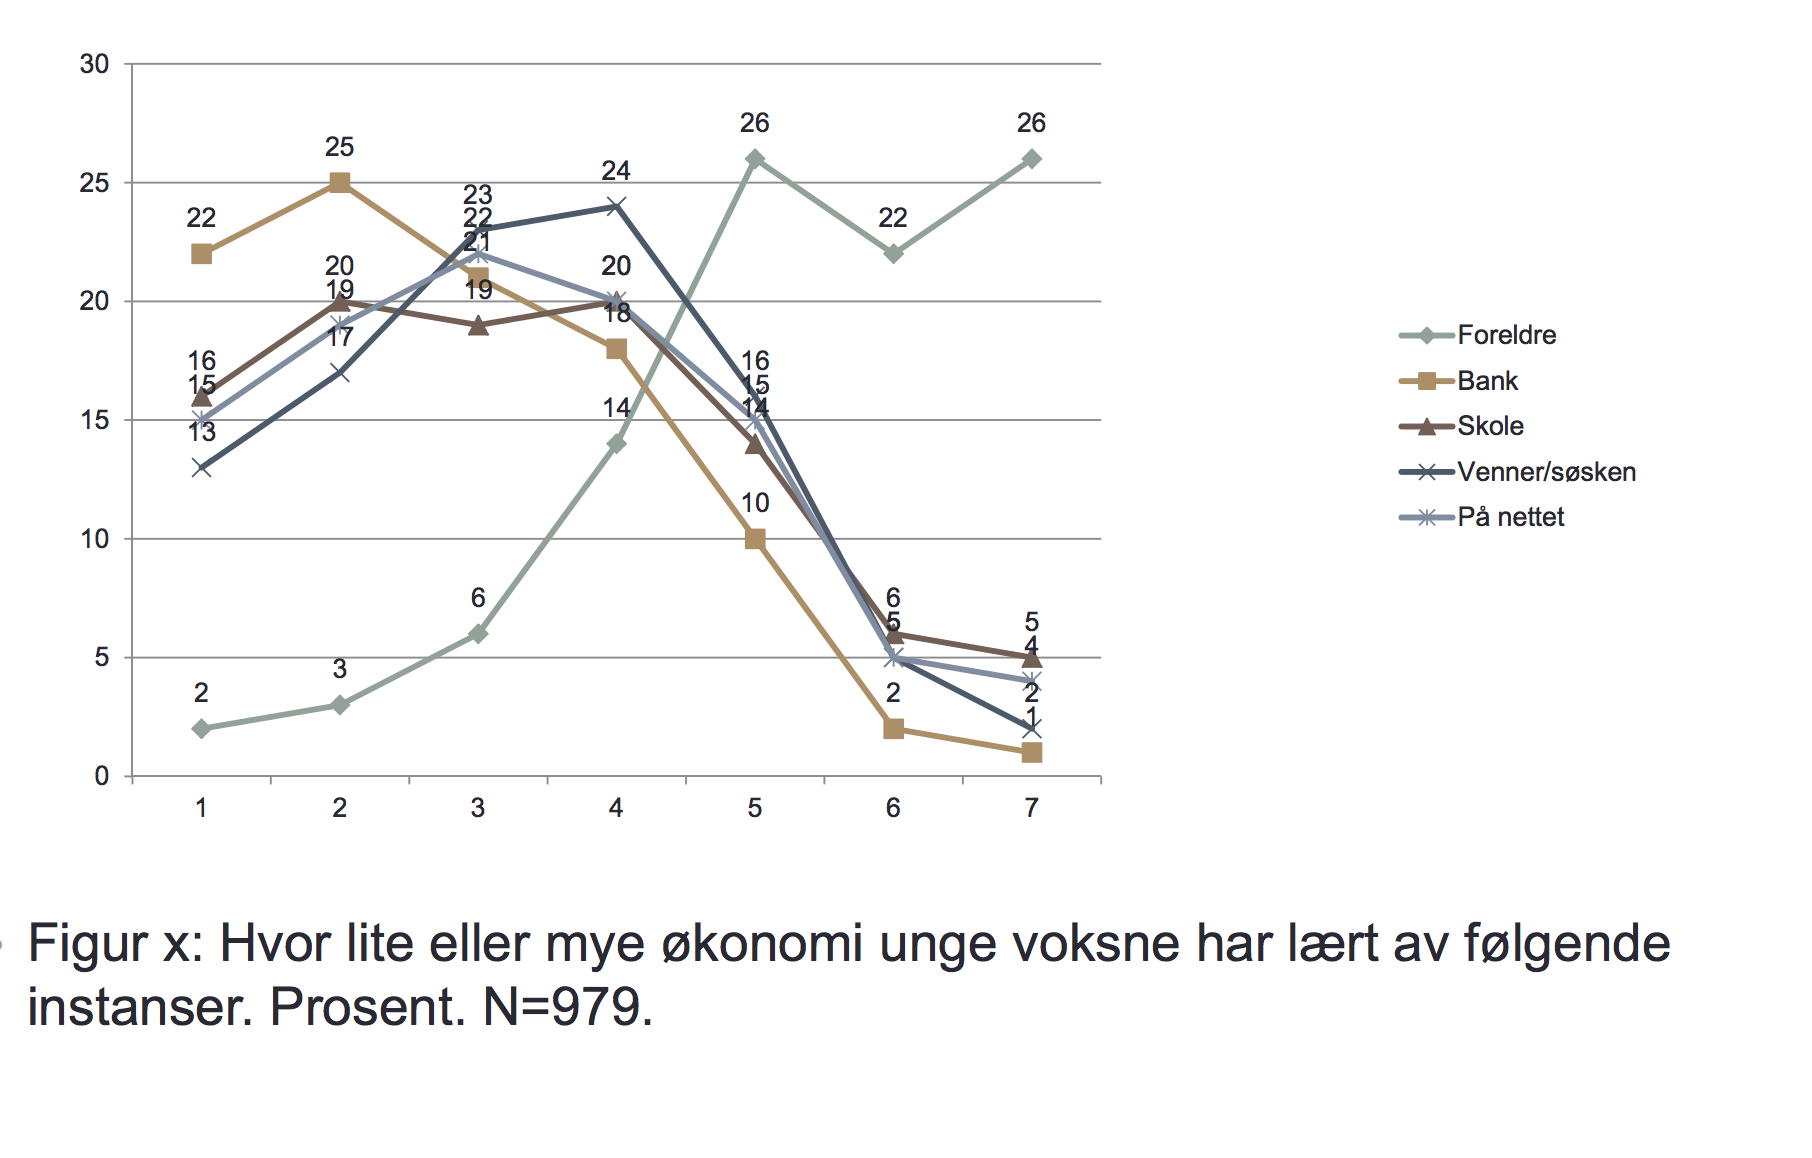 30
25
20
15
10
5
0
26 26
25
24
23
22 22 22
21
20 20
19 19
18
17
16 16
15 15
14 14
13
10
6 6
5 5
4
3
2 2 2
1
1 2 3 4 5 6 7
Foreldre
Bank
Skole
Venner/søsken
På nettet
Figur x: Hvor lite eller mye økonomi unge voksne har lært av følgende
instanser. Prosent. N=979.